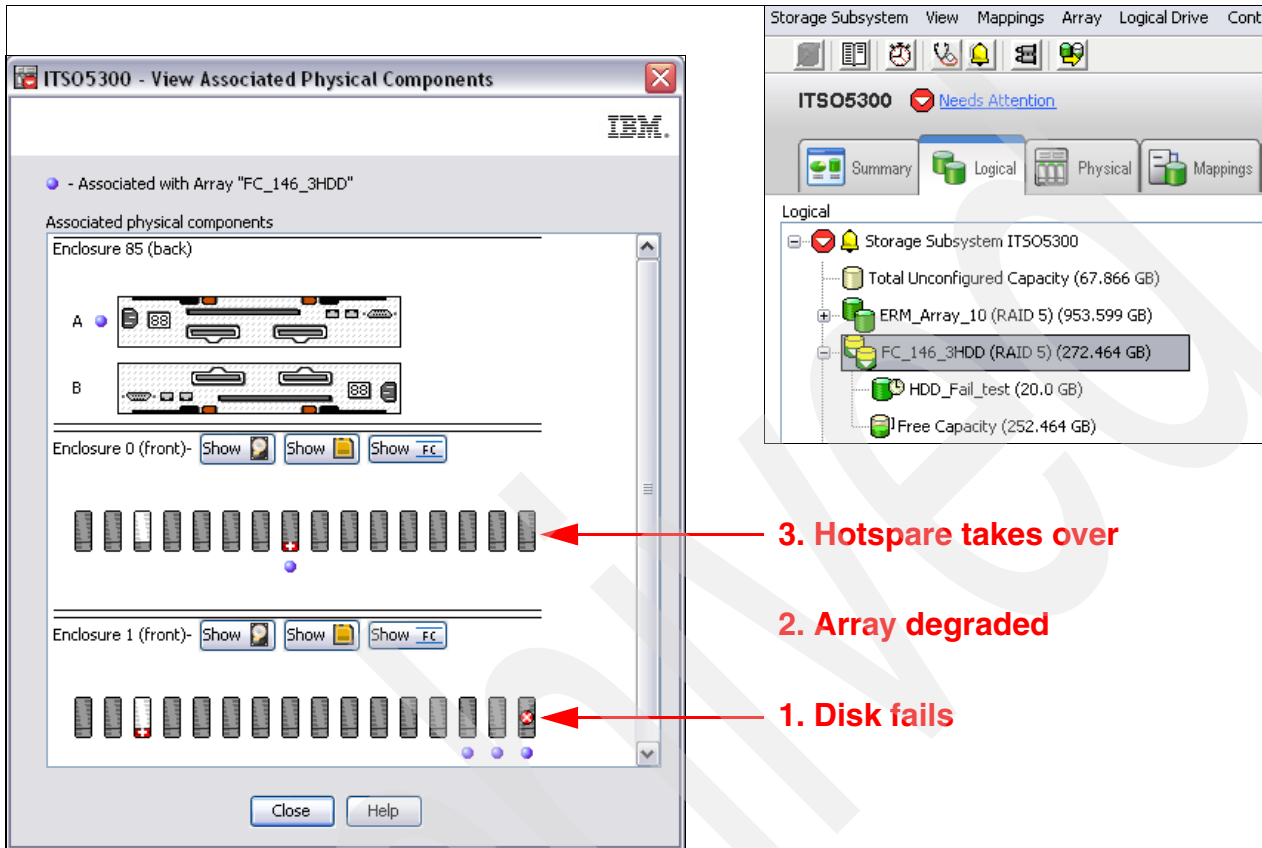 ITSO5300 - View Associated Physical Components
IBM.
- Associated with Array "FC_146_3HDD"
Associated physical components
Enclosure 85 (back)
A
88
B
88
Enclosure 0 (front)- Show Show Show FC
Enclosure 1 (front)- Show Show Show FC
Close Help
Storage Subsystem View Mappings Array Logical Drive Cont
ITSO5300 Needs Attention
Summary Logical Physical Mappings
Logical
Storage Subsystem ITSO5300
Total Unconfigured Capacity (67.866 GB)
ERM_Array_10 (RAID 5) (953.599 GB)
FC_146_3HDD (RAID 5) (272.464 GB)
HDD_Fail_test (20.0 GB)
Free Capacity (252.464 GB)
3. Hotspare takes over
2. Array degraded
1. Disk fails